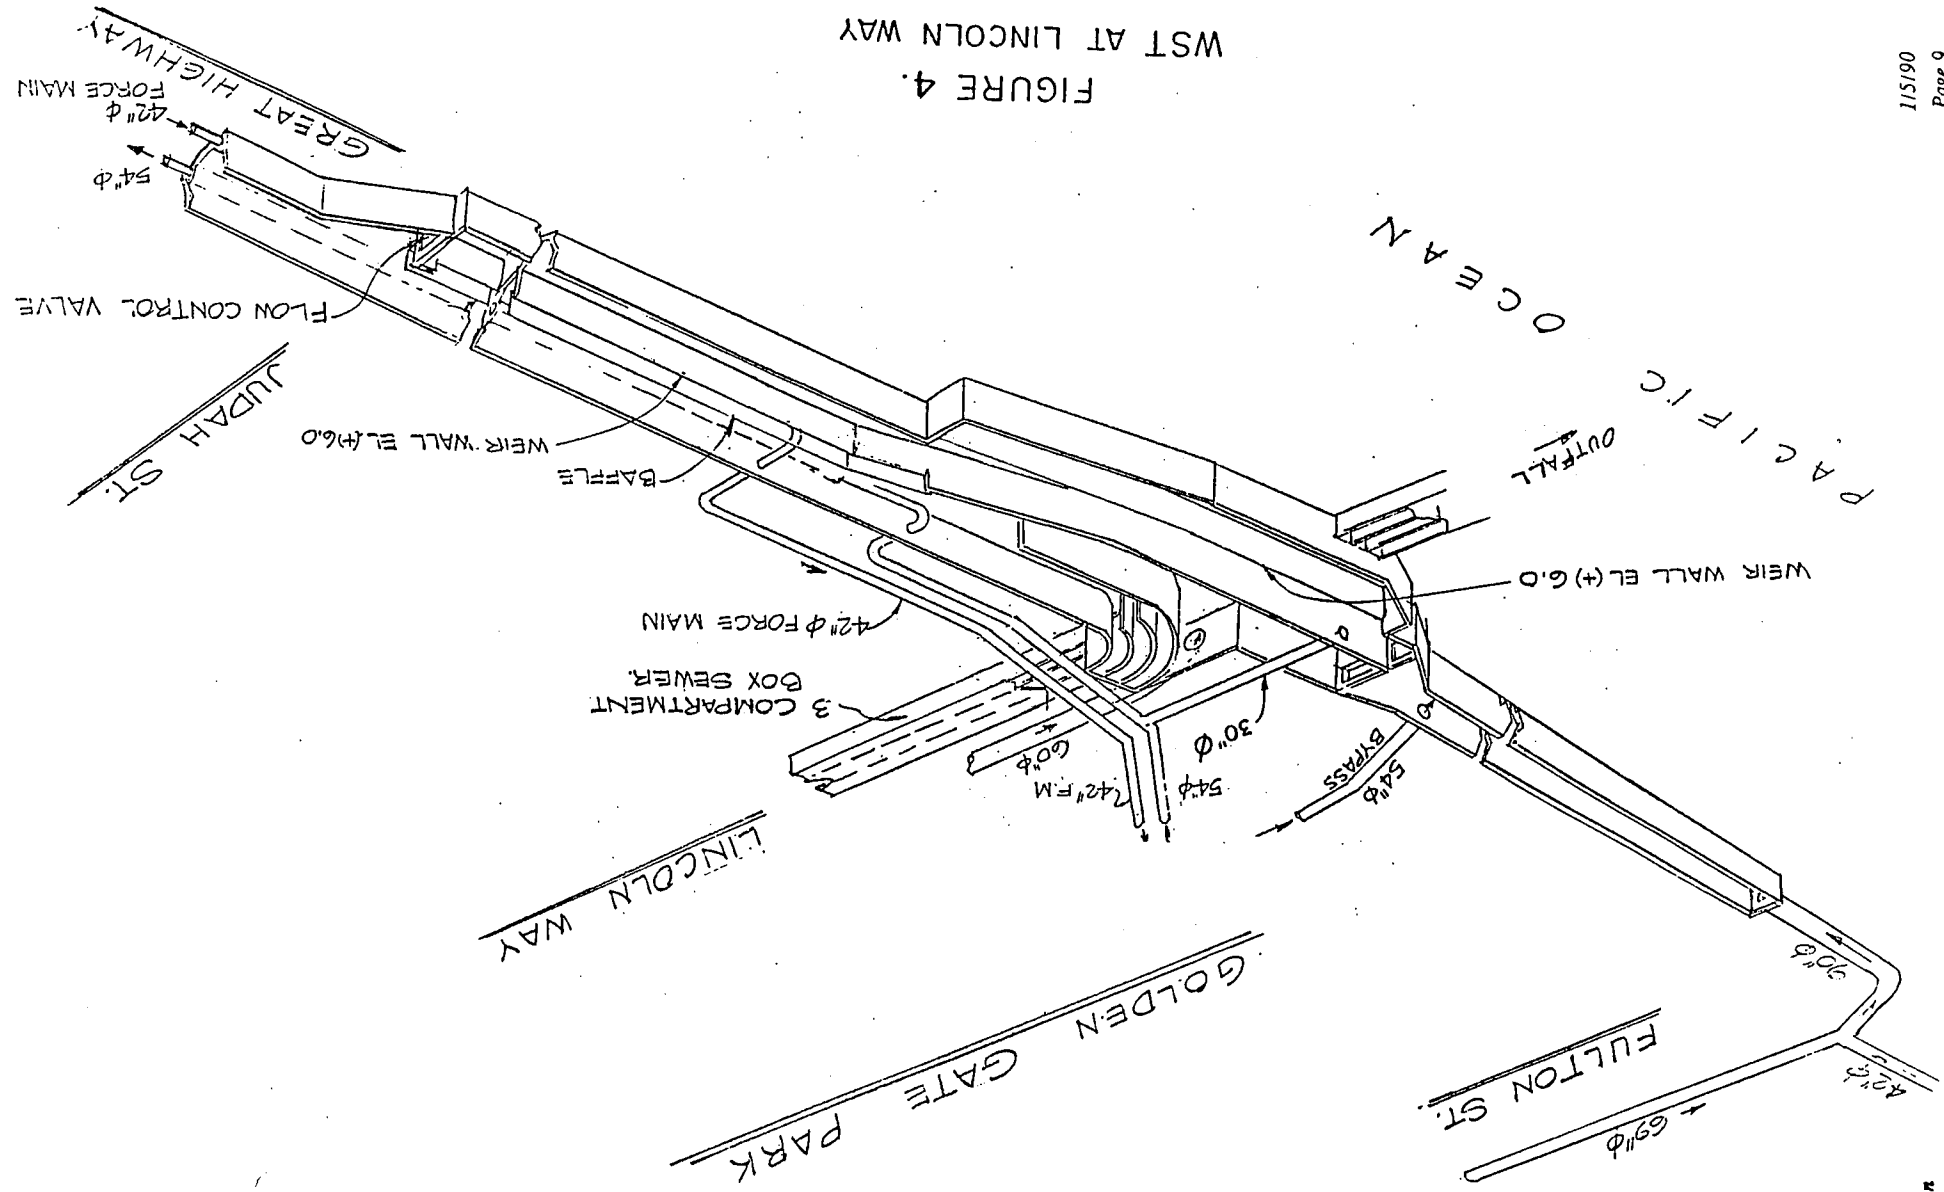 69"φ
FULTON ST.
42"φ
90"φ
GOLDEN GATE PARK
LINCOLN WAY
54"φ
BYPASS
54"φ
42" F.M
30"φ
60"φ
3 COMPARTMENT
BOX SEWER
42"φ FORCE MAIN
WEIR WALL EL (+) 6.0
OUTFALL
PACIFIC OCEAN
BAFFLE
WEIR WALL EL (+) 6.0
JUDAH ST.
FLOW CONTROL VALVE
54"φ
42"φ
FORCE MAIN
GREAT HIGHWAY
FIGURE 4.
WST AT LINCOLN WAY
1/5/90
Page 9